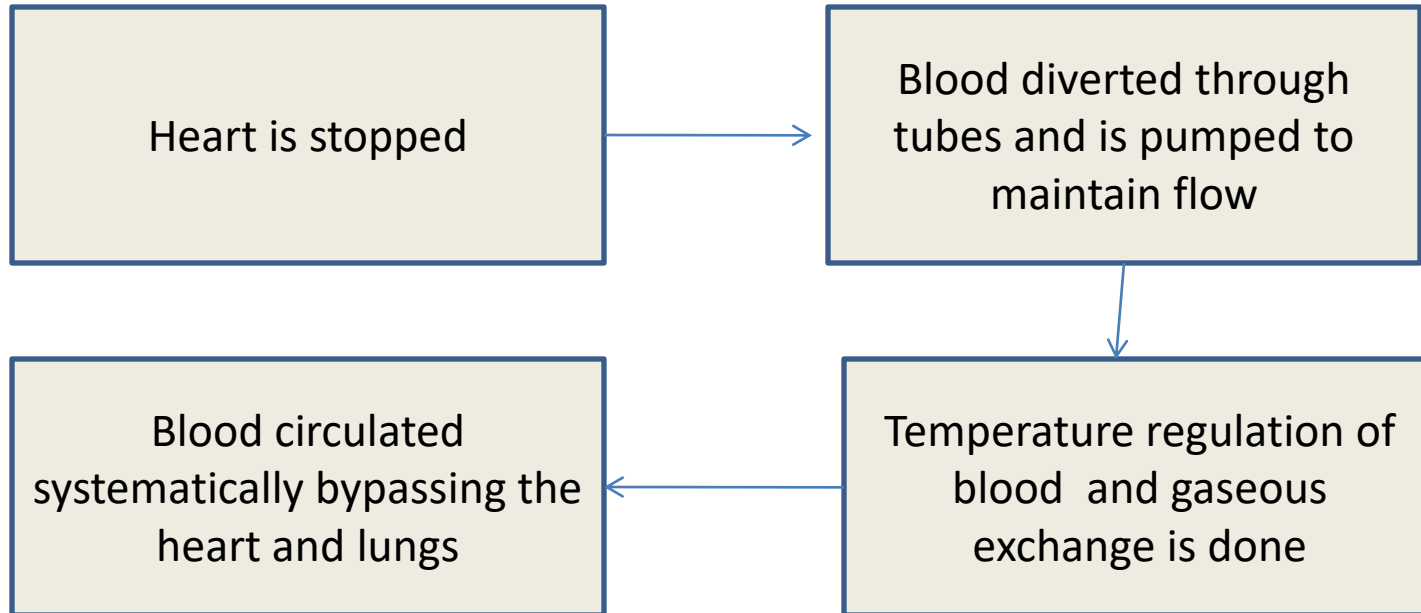 Heart is stopped
Blood diverted through
tubes and is pumped to
maintain flow
Temperature regulation of
blood  and gaseous
exchange is done
Blood circulated
systematically bypassing the
heart and lungs